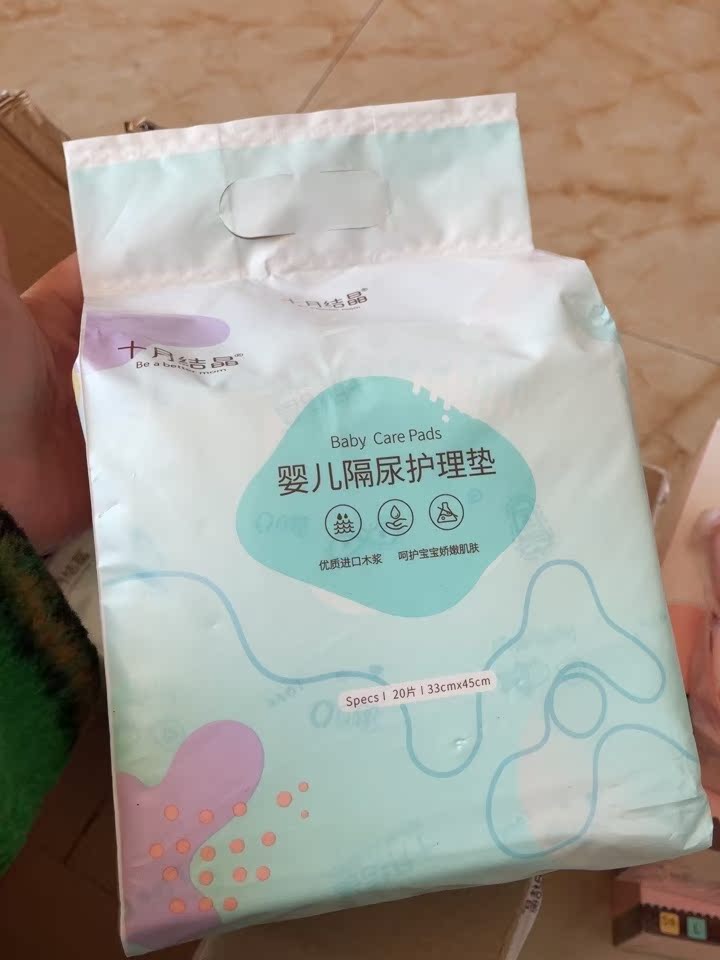 十月结晶®
十月结晶®
Be a better mom
Baby Care Pads
婴儿隔尿护理垫
优质进口木浆 呵护宝宝娇嫩肌肤
Specs | 20片 | 33cmx45cm
L